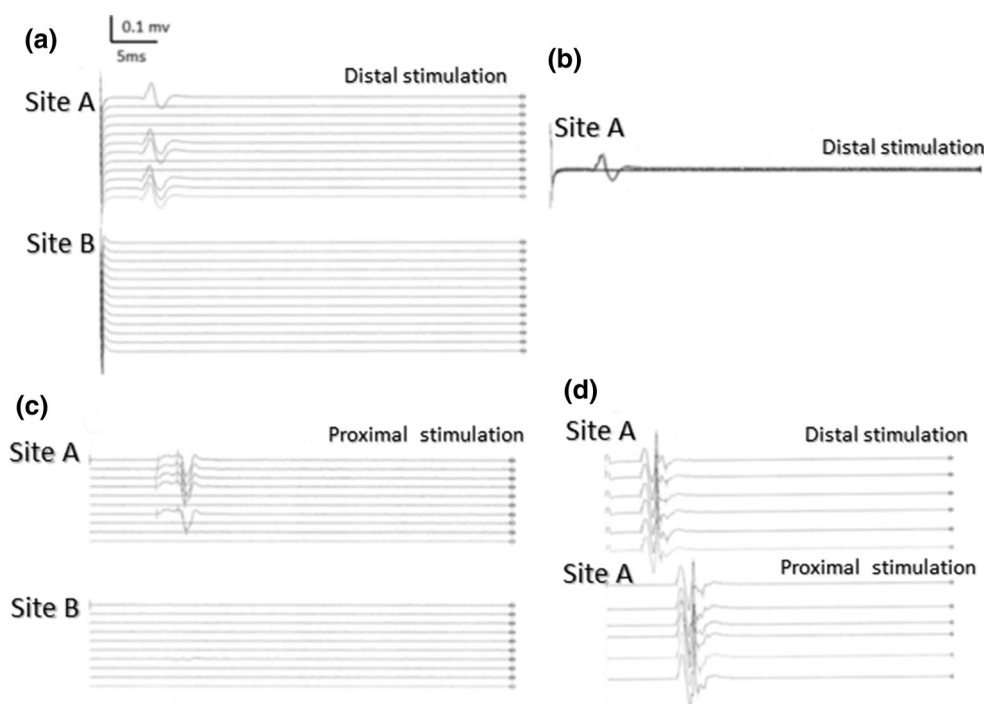 (a)
0.1 mv
5ms
Distal stimulation
Site A
Site B
(b)
Site A
Distal stimulation
(c)
Site A
Proximal stimulation
Site B
(d)
Site A
Distal stimulation
Site A
Proximal stimulation